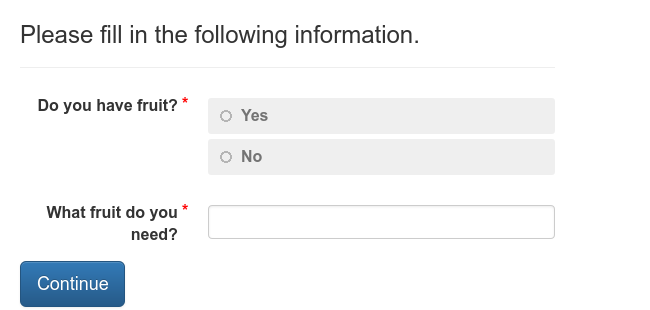 Please fill in the following information.
Do you have fruit? *
Yes
No
What fruit do you *
need?
Continue